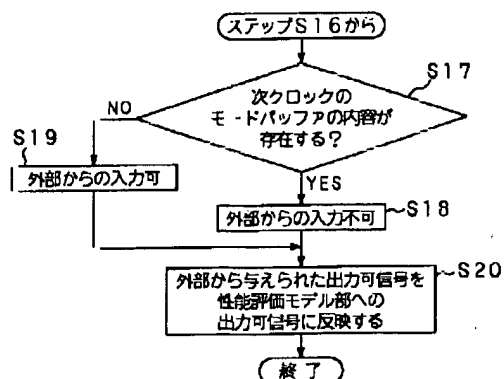 ステップS16から
S17
次クロックの
モードバッファの内容が
存在する?
NO
S19
外部からの入力可
YES
外部からの入力不可
S18
外部から与えられた出力可信号を
性能評価モデル部への
出力可信号に反映する
S20
終了